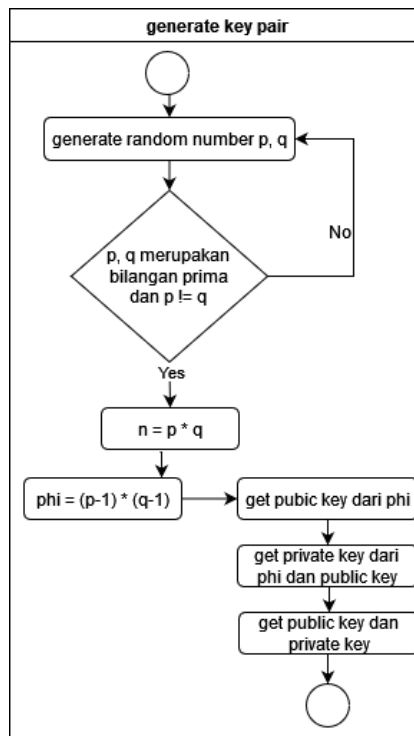 generate key pair
generate random number p, q
No
p, q merupakan
bilangan prima
dan p != q
Yes
n = p * q
phi = (p-1) * (q-1)
get pubic key dari phi
get private key dari
phi dan public key
get public key dan
private key